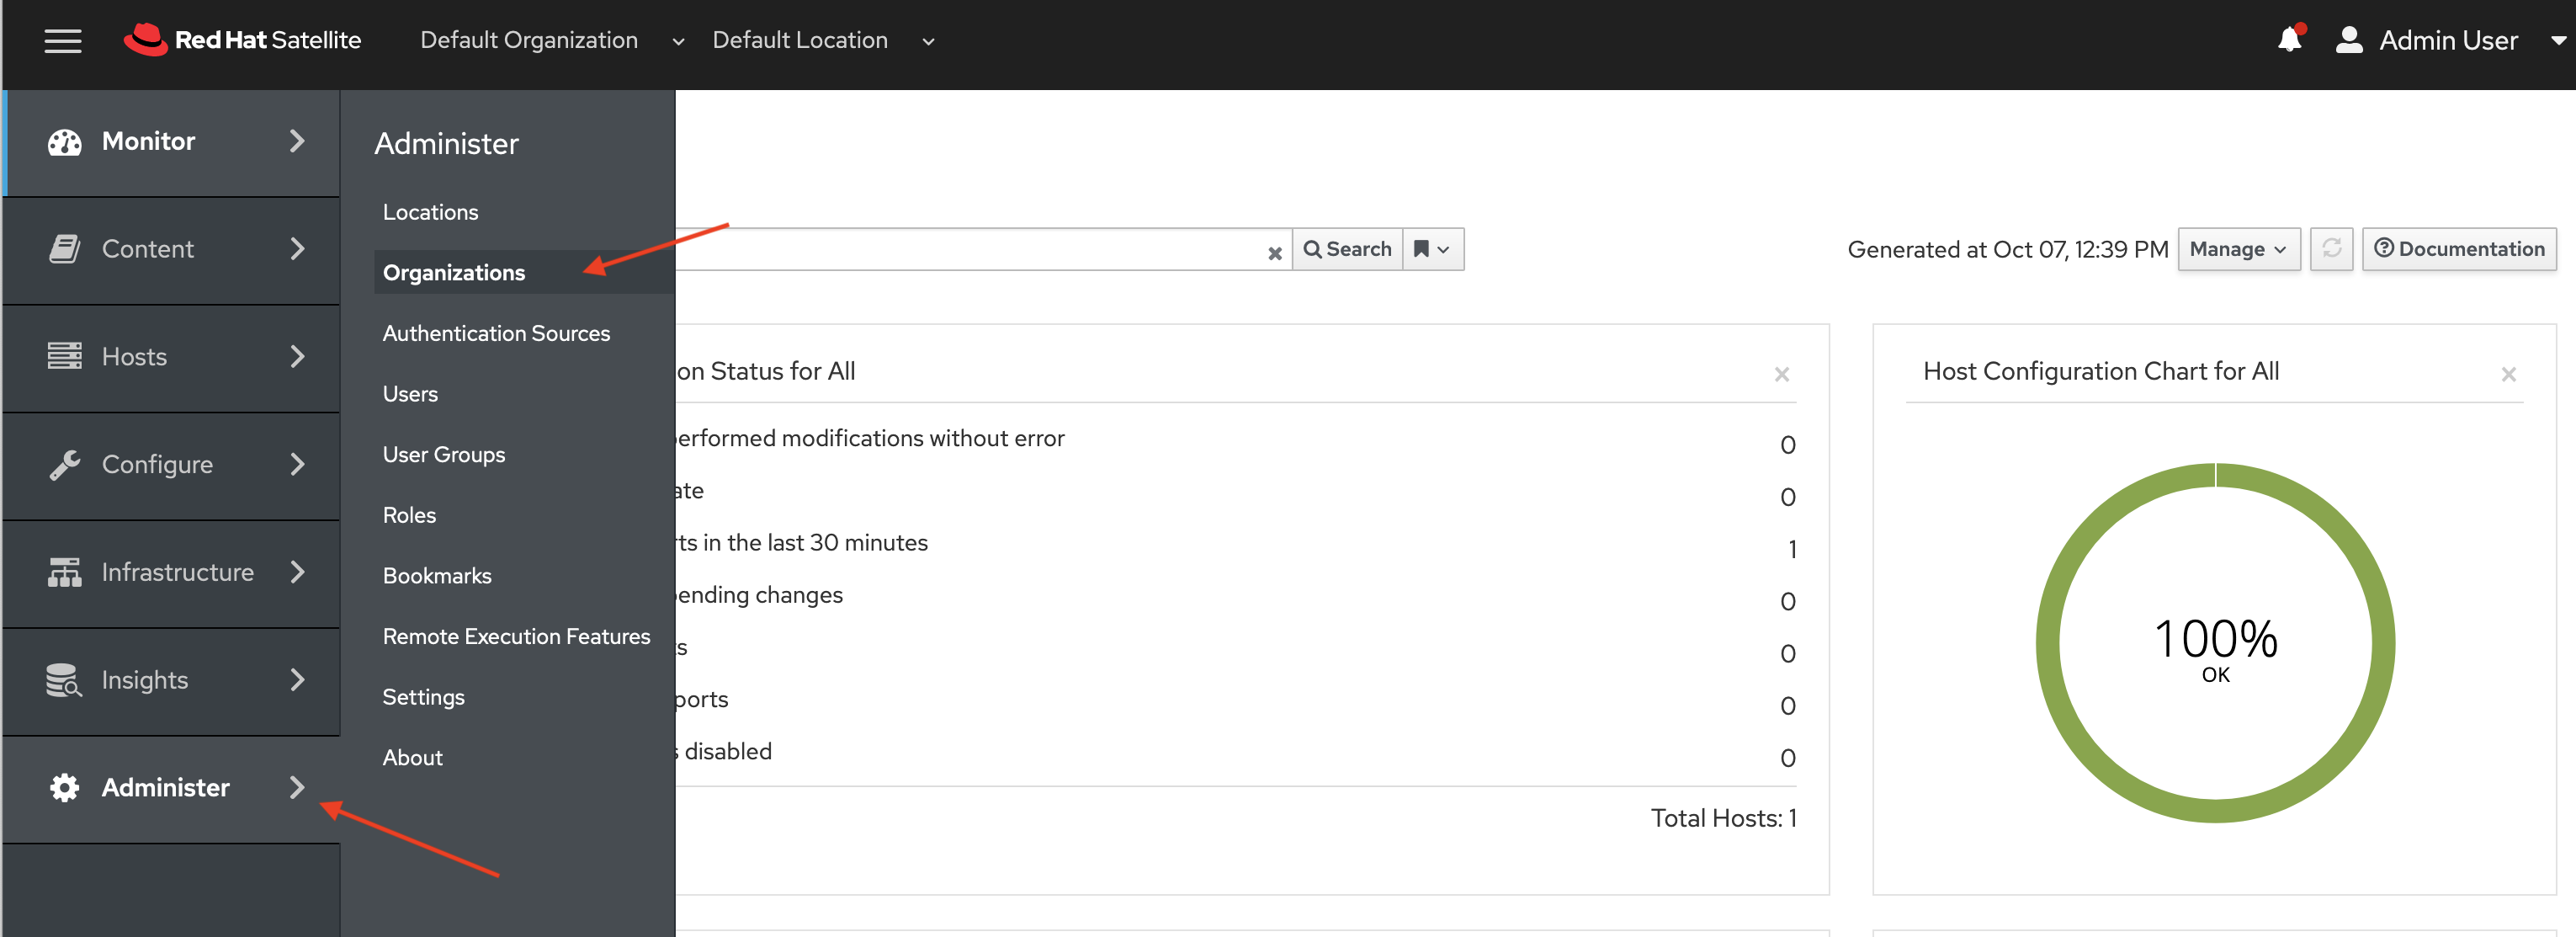 Red Hat Satellite Default Organization Default Location Admin User
Monitor
Content
Hosts
Configure
Infrastructure
Insights
Administer
Administer
Locations
Organizations
Authentication Sources
Users
User Groups
Roles
Bookmarks
Remote Execution Features
Settings
About
Search
Generated at Oct 07, 12:39 PM Manage Documentation
on Status for All
performed modifications without error 0
ate 0
rts in the last 30 minutes 1
pending changes 0
ts 0
ports 0
s disabled 0
Total Hosts: 1
Host Configuration Chart for All
100%
OK